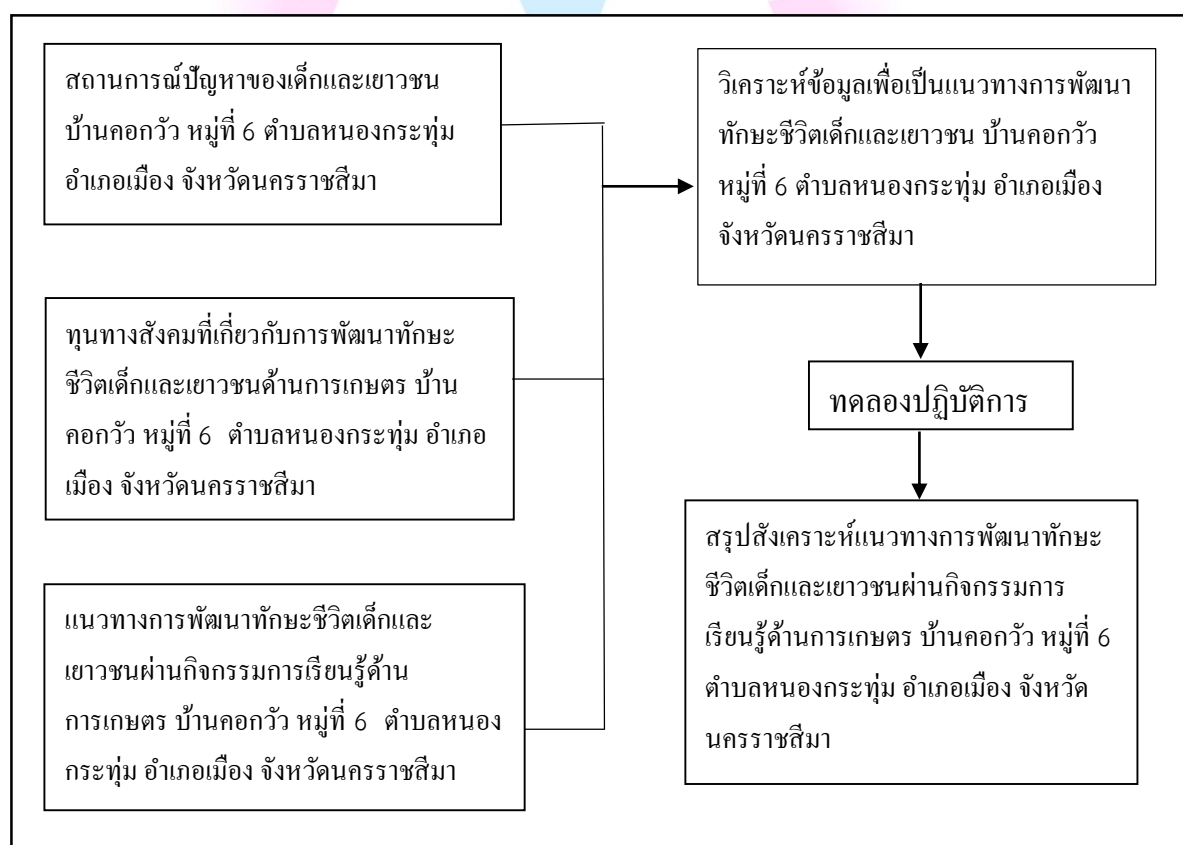 สถานการณ์ปัญหาของเด็กและเยาวชน
บ้านคอกวัว หมู่ที่ 6 ตำบลหนองกระทุ่ม
อำเภอเมือง จังหวัดนครราชสีมา
ทุนทางสังคมที่เกี่ยวกับการพัฒนาทักษะ
ชีวิตเด็กและเยาวชนด้านการเกษตร บ้าน
คอกวัว หมู่ที่ 6 ตำบลหนองกระทุ่ม อำเภอ
เมือง จังหวัดนครราชสีมา
แนวทางการพัฒนาทักษะชีวิตเด็กและ
เยาวชนผ่านกิจกรรมการเรียนรู้ด้าน
การเกษตร บ้านคอกวัว หมู่ที่ 6 ตำบลหนอง
กระทุ่ม อำเภอเมือง จังหวัดนครราชสีมา
วิเคราะห์ข้อมูลเพื่อเป็นแนวทางการพัฒนา
ทักษะชีวิตเด็กและเยาวชน บ้านคอกวัว
หมู่ที่ 6 ตำบลหนองกระทุ่ม อำเภอเมือง
จังหวัดนครราชสีมา
ทดลองปฏิบัติการ
สรุปสังเคราะห์แนวทางการพัฒนาทักษะ
ชีวิตเด็กและเยาวชนผ่านกิจกรรมการ
เรียนรู้ด้านการเกษตร บ้านคอกวัว หมู่ที่ 6
ตำบลหนองกระทุ่ม อำเภอเมือง จังหวัด
นครราชสีมา